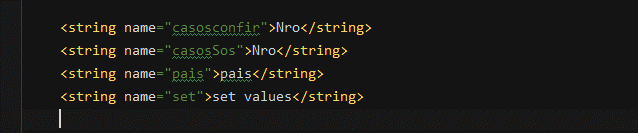 <string name="casosconfir">Nro</string>
<string name="casosSos">Nro</string>
<string name="pais">pais</string>
<string name="set">set values</string>